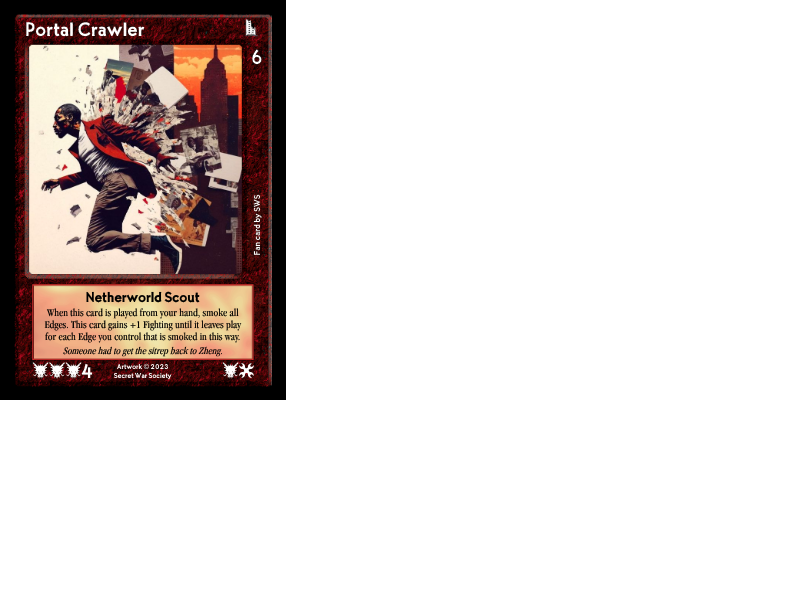 Portal Crawler
6
Fan card by SWS
Netherworld Scout
When this card is played from your hand, smoke all
Edges. This card gains +1 Fighting until it leaves play
for each Edge you control that is smoked in this way.
Someone had to get the sitrep back to Zheng.
4
Artwork © 2023
Secret War Society